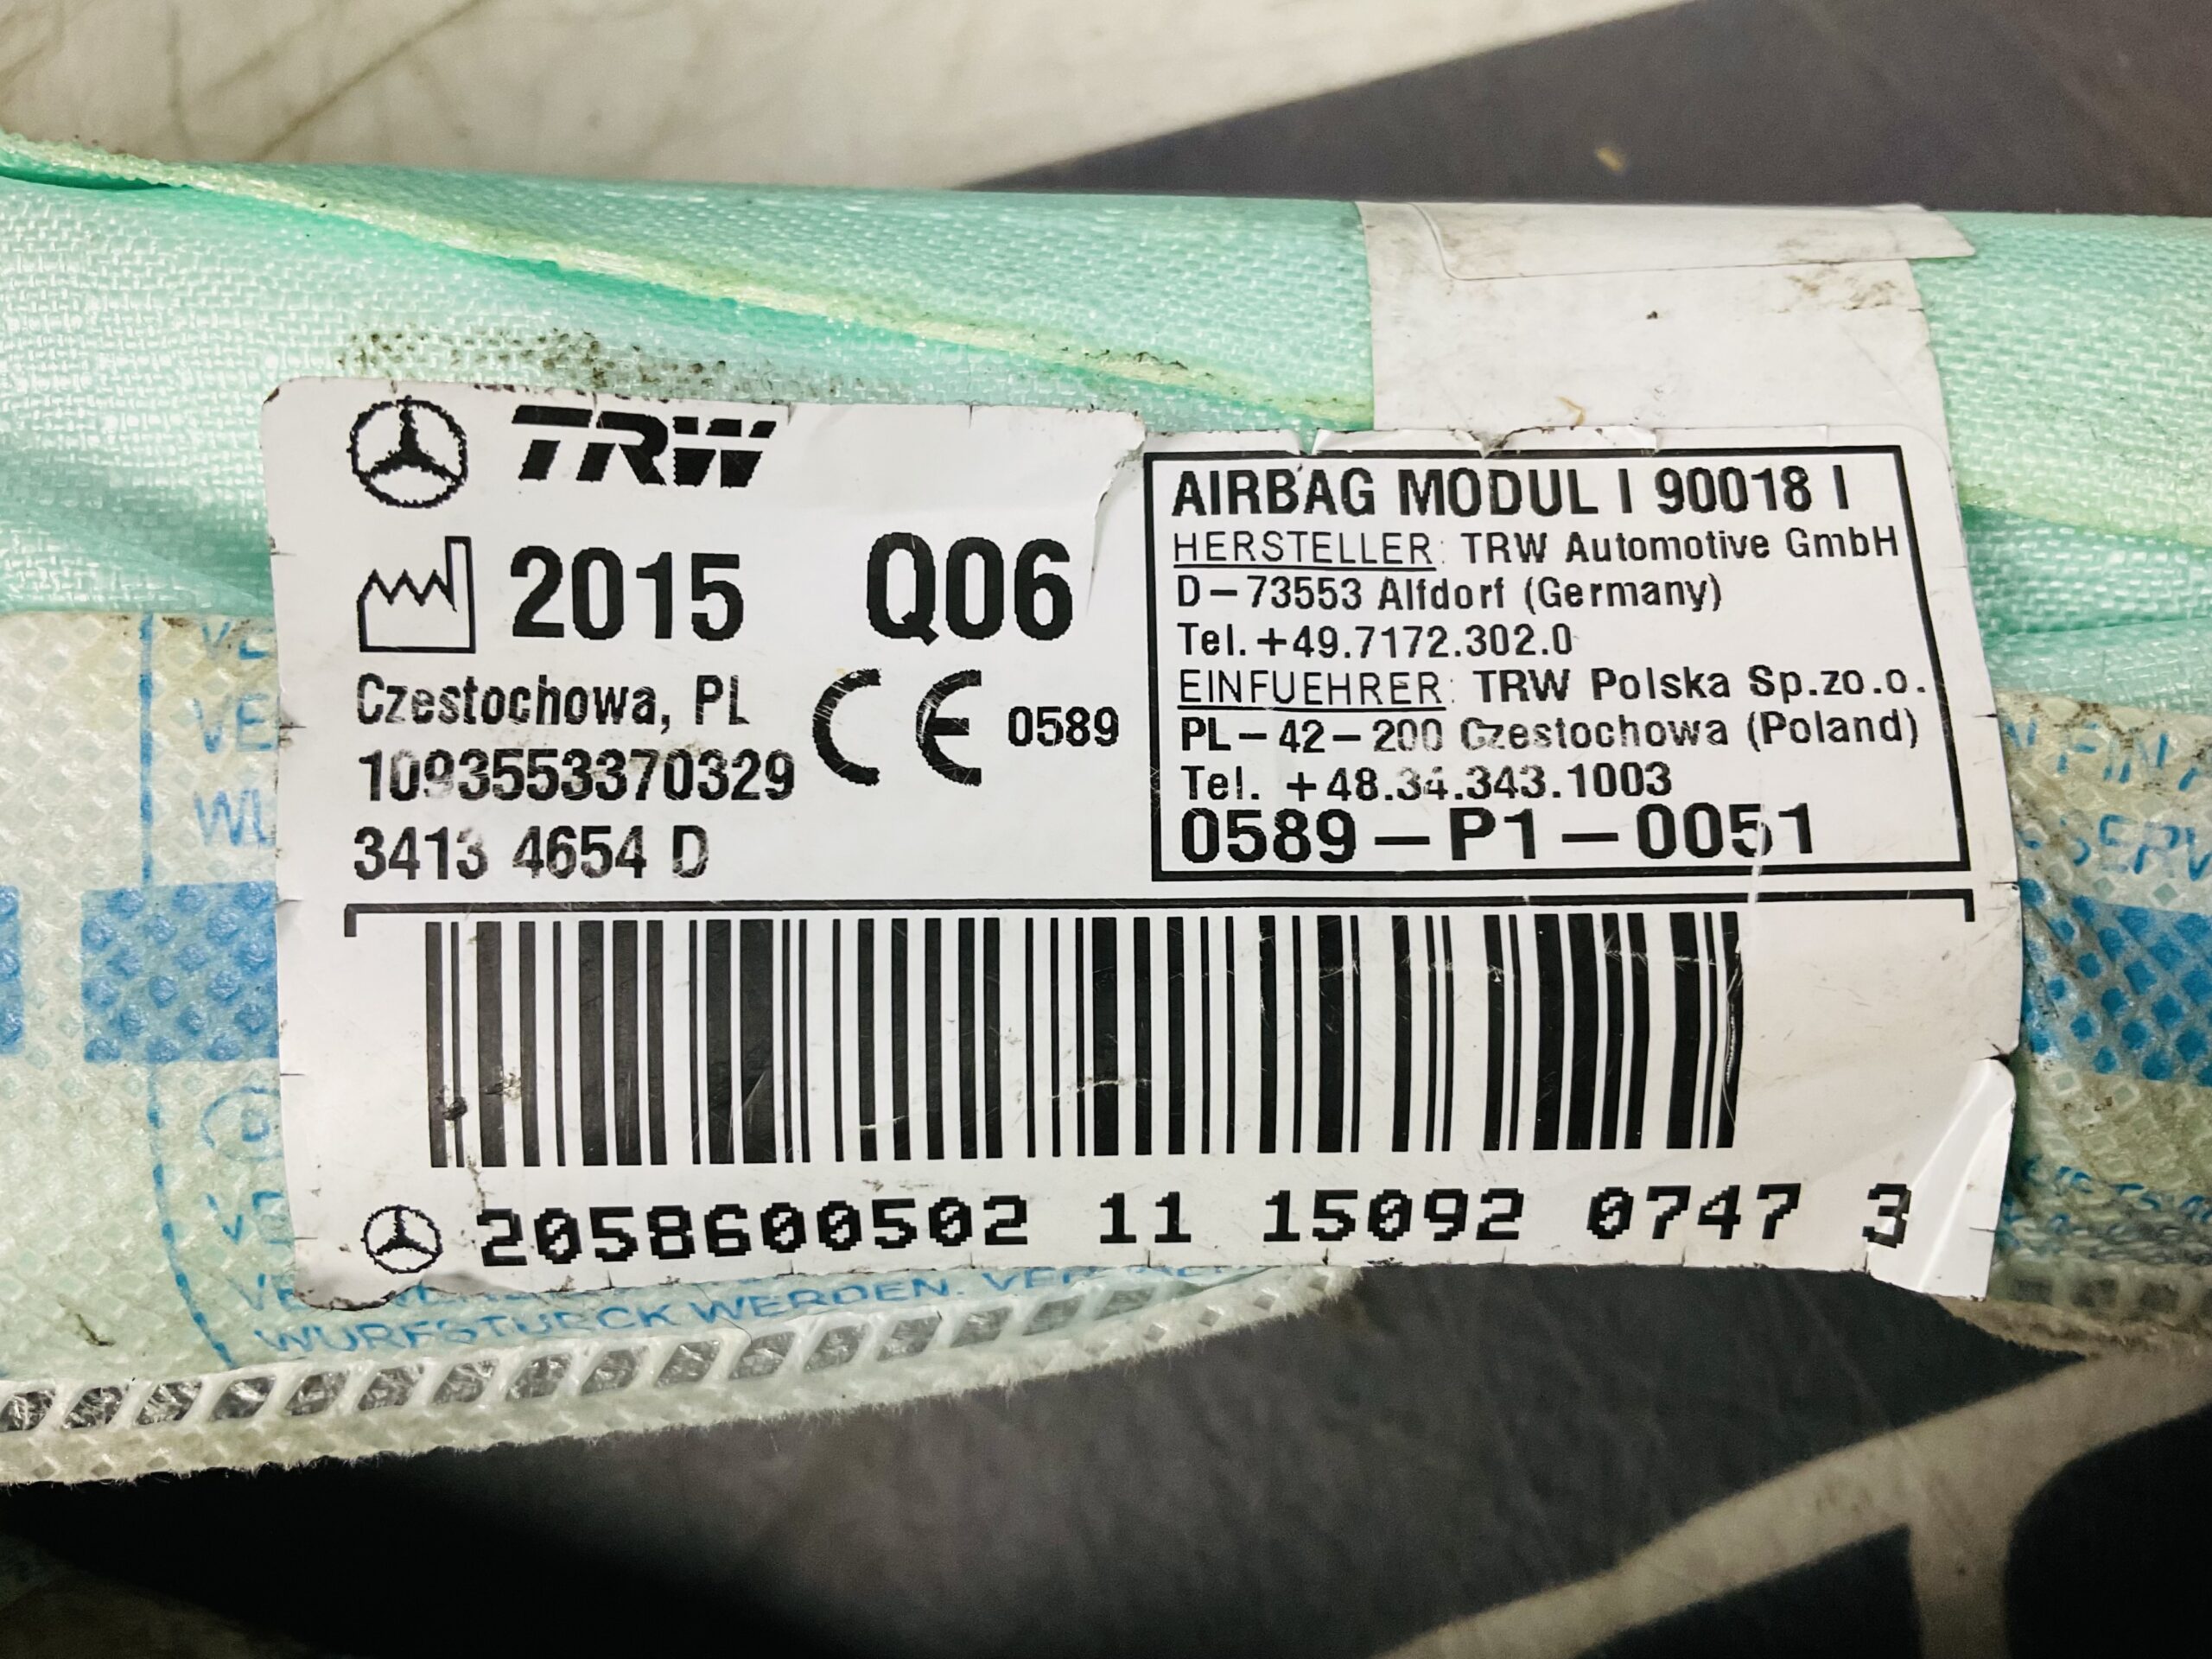 TRW
2015 Q06
Czestochowa, PL
1093553370329
3413 4654 D
CE 0589
AIRBAG MODUL I 90018 I
HERSTELLER: TRW Automotive GmbH
D-73553 Alfdorf (Germany)
Tel. +49.7172.302.0
EINFUEHRER: TRW Polska Sp.zo.o.
PL-42-200 Czestochowa (Poland)
Tel. +48.34.343.1003
0589-P1-0051
2058600502 11 15092 0747 3
WERDEN.